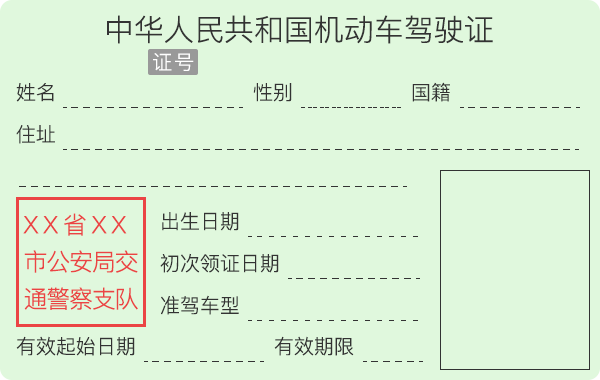 中华人民共和国机动车驾驶证
证号
姓名 性别 国籍
住址
XX省XX
市公安局交
通警察支队
出生日期
初次领证日期
准驾车型
有效起始日期 有效期限